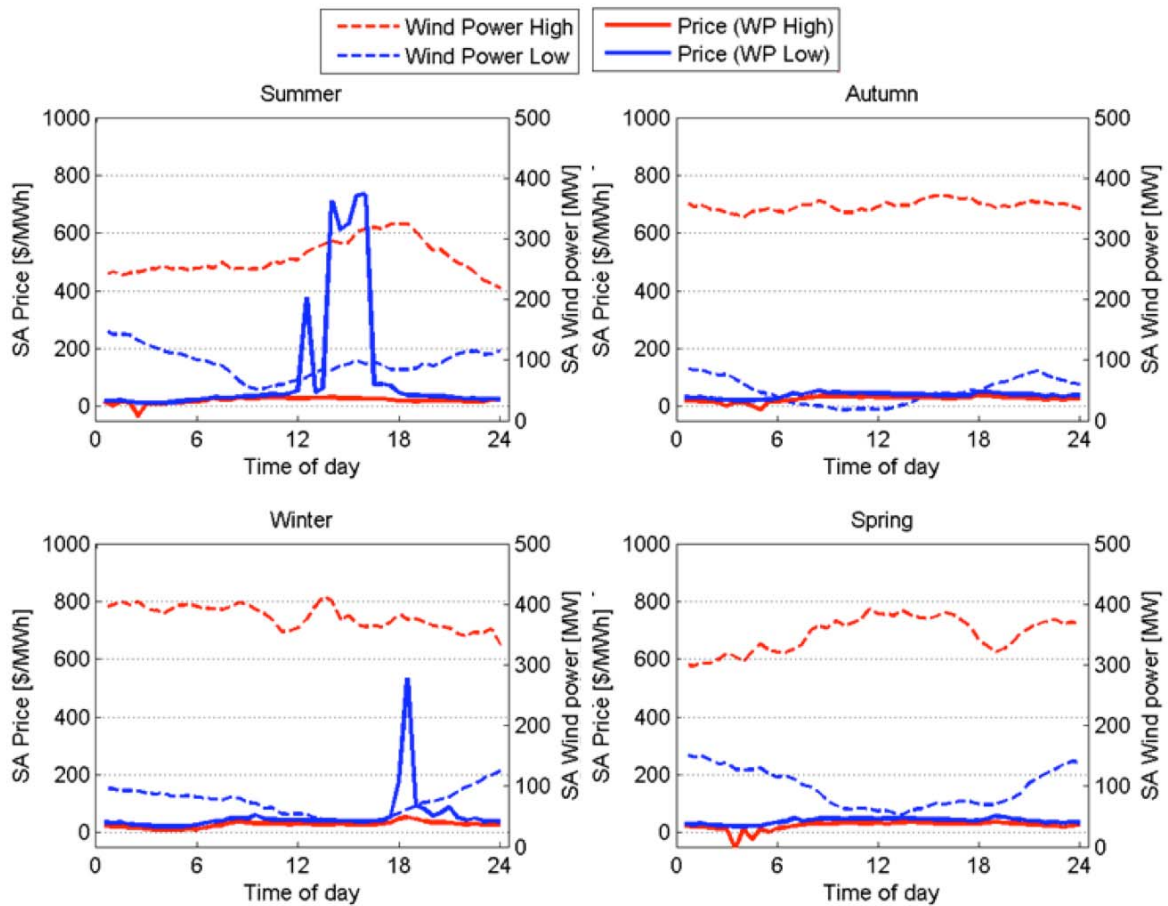 Wind Power High
Wind Power Low
Price (WP High)
Price (WP Low)
Summer
1000
800
600
400
200
0
SA Price [$/MWh]
500
400
300
200
100
0
SA Wind power [MW]
0 6 12 18 24
Time of day
Autumn
1000
800
600
400
200
0
SA Price [$/MWh]
500
400
300
200
100
0
SA Wind power [MW]
0 6 12 18 24
Time of day
Winter
1000
800
600
400
200
0
SA Price [$/MWh]
500
400
300
200
100
0
SA Wind power [MW]
0 6 12 18 24
Time of day
Spring
1000
800
600
400
200
0
SA Price [$/MWh]
500
400
300
200
100
0
SA Wind power [MW]
0 6 12 18 24
Time of day